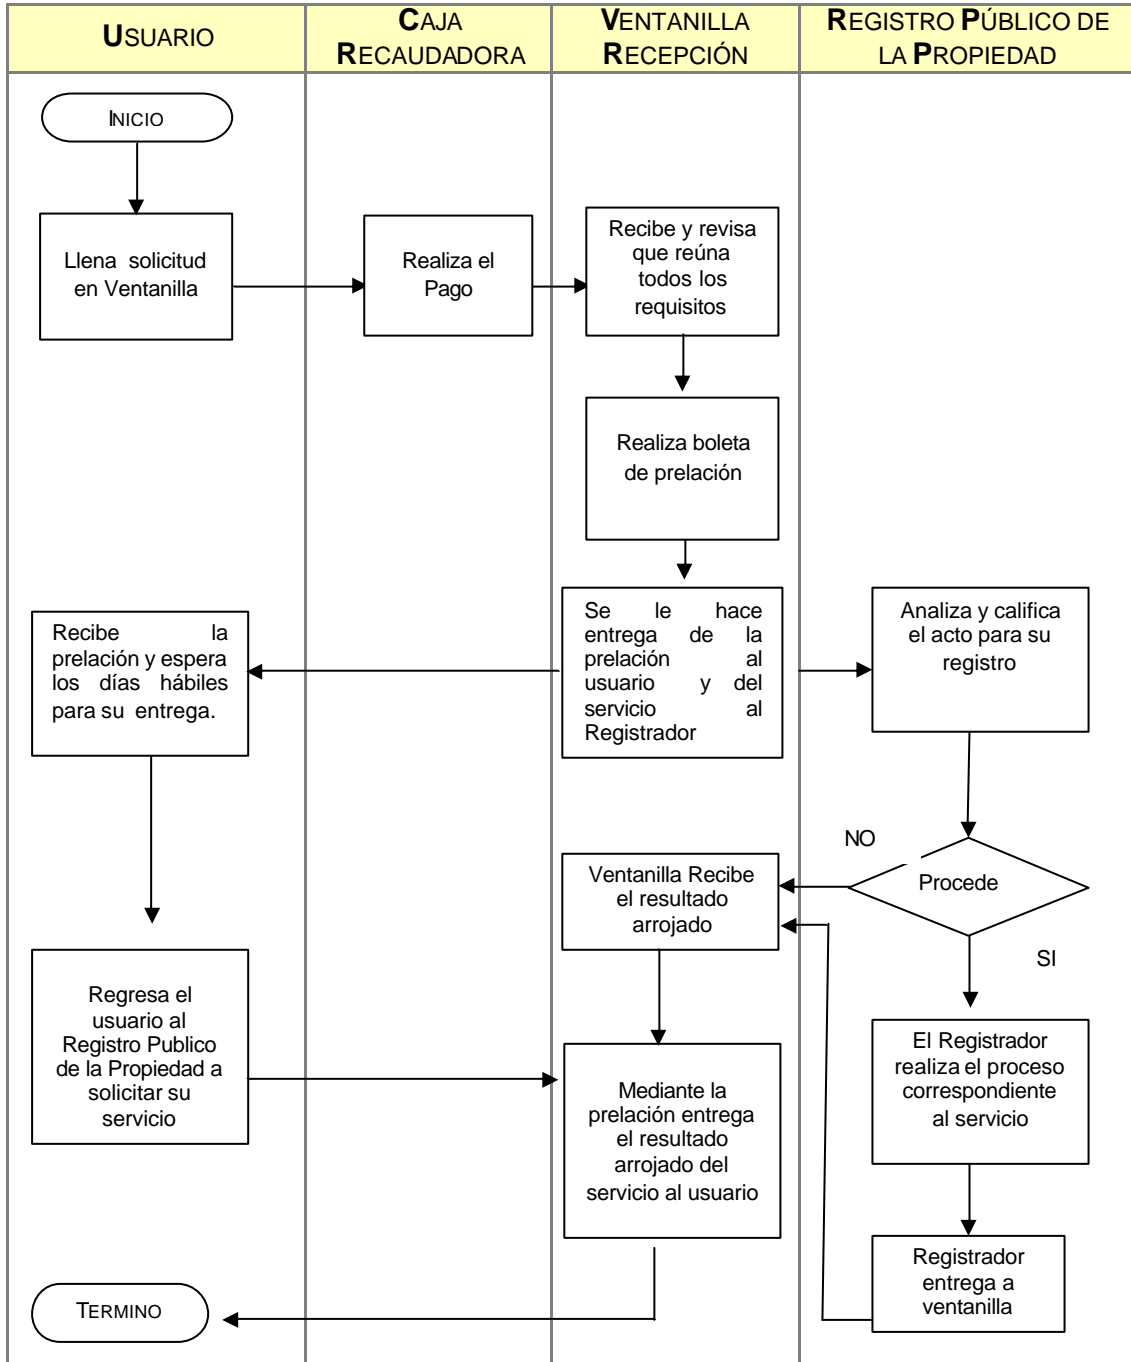 USUARIO
CAJA
RECAUDADORA
VENTANILLA
RECEPCIÓN
REGISTRO PÚBLICO DE
LA PROPIEDAD
INICIO
Llena solicitud
en Ventanilla
Realiza el
Pago
Recibe y revisa
que reúna
todos los
requisitos
Realiza boleta
de prelación
Se le hace
entrega de la
prelación al
usuario y del
servicio al
Registrador
Recibe la
prelación y espera
los días hábiles
para su entrega.
Analiza y califica
el acto para su
registro
NO
Procede
SI
Ventanilla Recibe
el resultado
arrojado
Regresa el
usuario al
Registro Publico
de la Propiedad a
solicitar su
servicio
Mediante la
prelación entrega
el resultado
arrojado del
servicio al usuario
El Registrador
realiza el proceso
correspondiente
al servicio
Registrador
entrega a
ventanilla
TERMINO